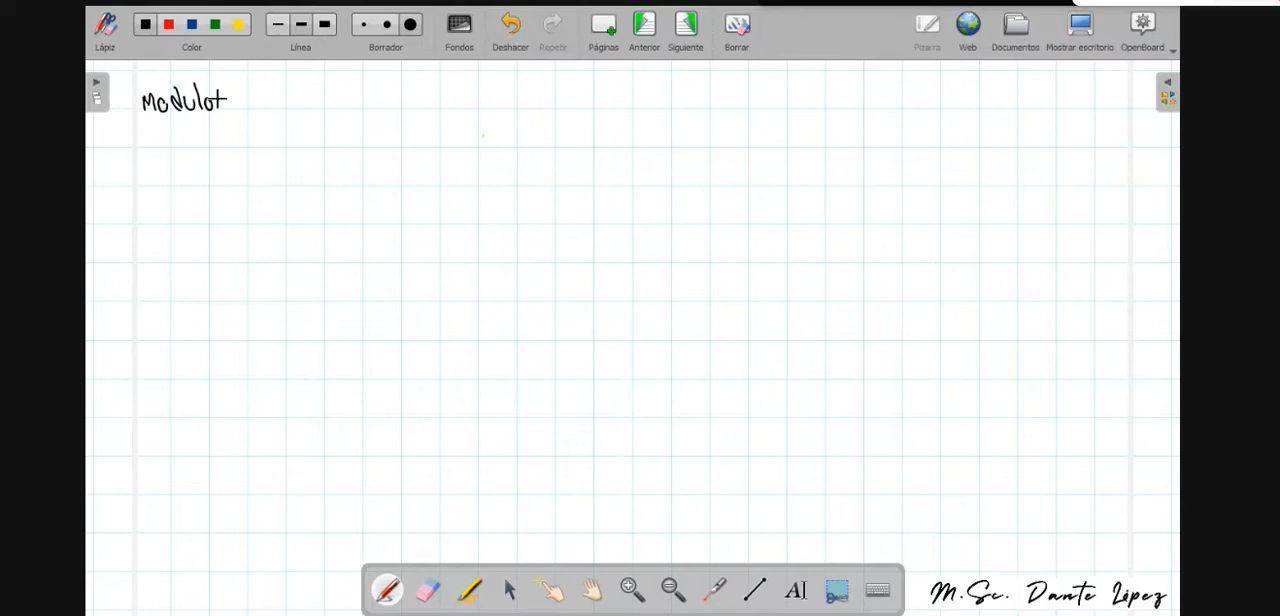 Lápiz Color Línea Borrador Fondos Deshacer Repetir Páginas Anterior Siguiente Borrar Pizarra Web Documentos Mostrar escritorio OpenBoard
Modulot
M.Sc. Dante López